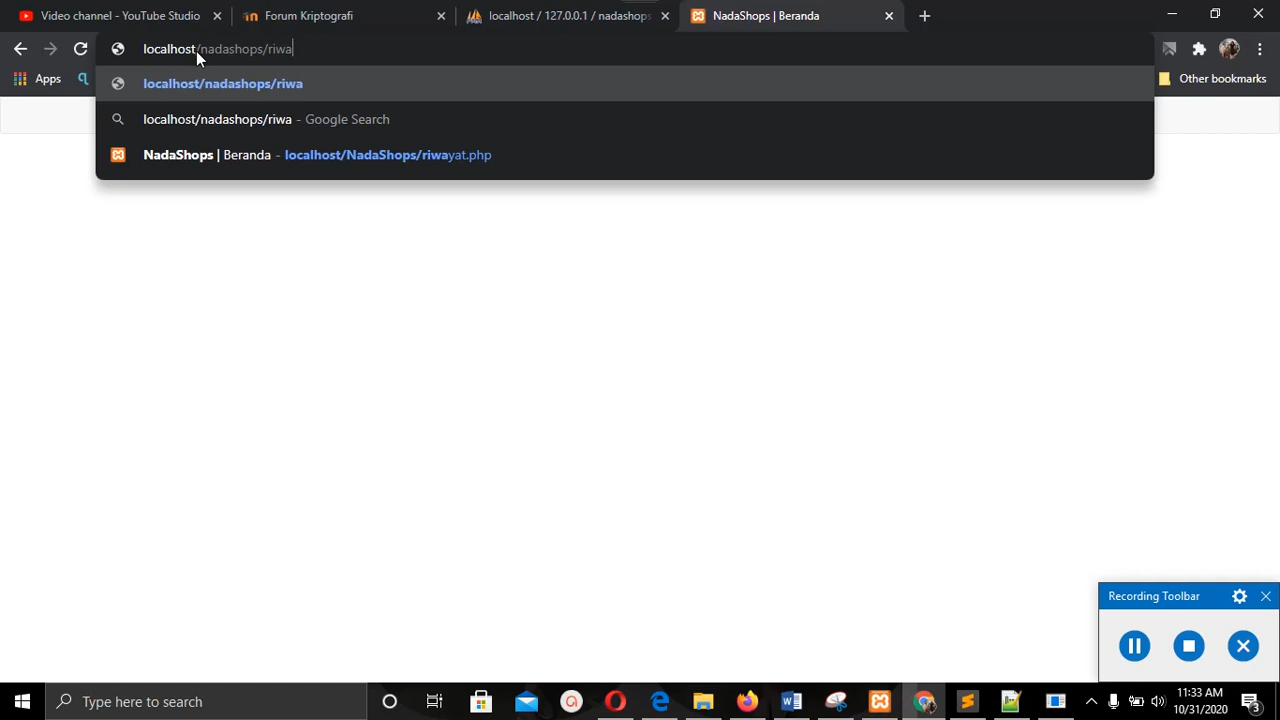 Video channel - YouTube Studio
Forum Kriptografi
localhost / 127.0.0.1 / nadashops
NadaShops | Beranda
localhost/nadashops/riwa
Apps
Other bookmarks
localhost/nadashops/riwa
localhost/nadashops/riwa - Google Search
NadaShops | Beranda - localhost/NadaShops/riwayat.php
Recording Toolbar
Type here to search
11:33 AM
10/31/2020
3